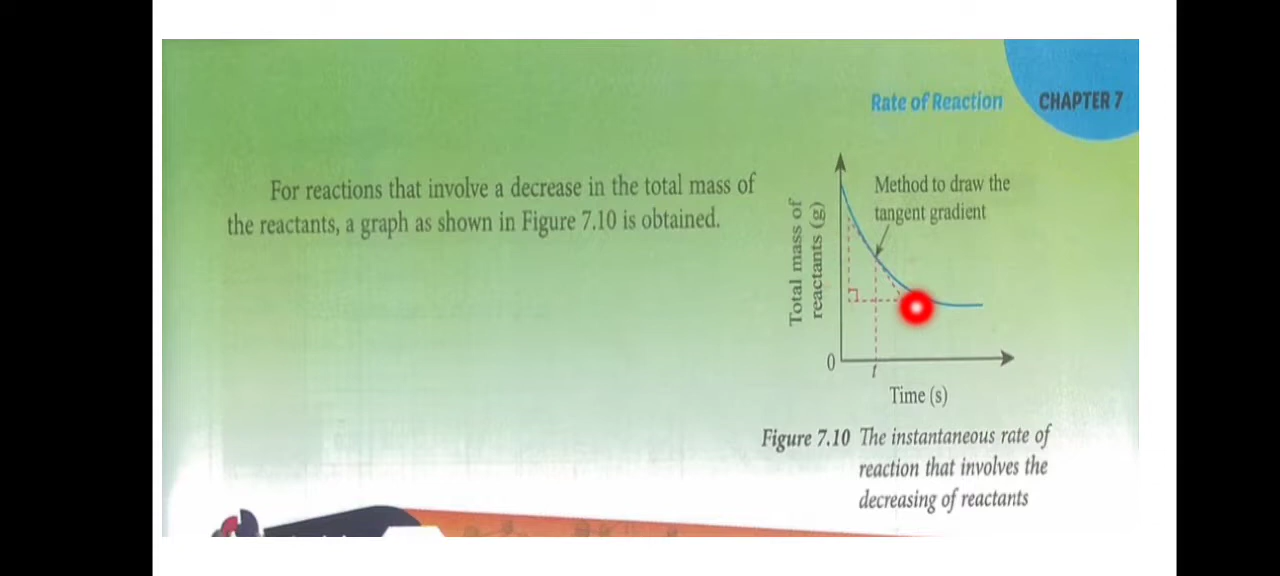 Rate of Reaction CHAPTER 7
For reactions that involve a decrease in the total mass of
the reactants, a graph as shown in Figure 7.10 is obtained.
Total mass of
reactants (g)
Method to draw the
tangent gradient
0
t
Time (s)
Figure 7.10 The instantaneous rate of
reaction that involves the
decreasing of reactants